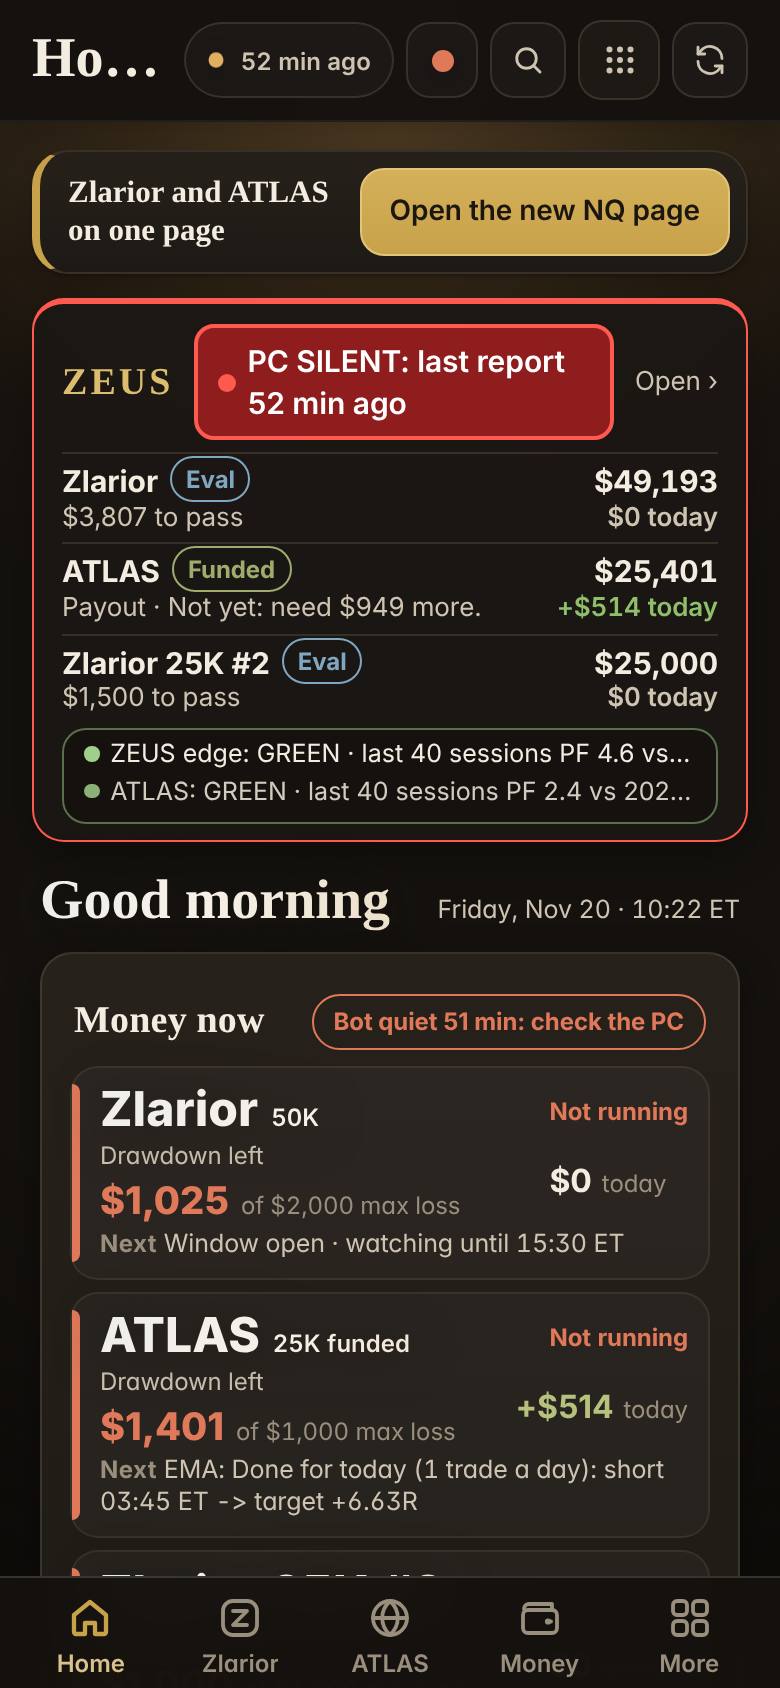 Ho...
52 min ago
Zlarior and ATLAS
on one page
Open the new NQ page
ZEUS
PC SILENT: last report
52 min ago
Open ›
Zlarior Eval $49,193
$3,807 to pass $0 today
ATLAS Funded $25,401
Payout · Not yet: need $949 more. +$514 today
Zlarior 25K #2 Eval $25,000
$1,500 to pass $0 today
ZEUS edge: GREEN · last 40 sessions PF 4.6 vs...
ATLAS: GREEN · last 40 sessions PF 2.4 vs 202...
Good morning Friday, Nov 20 · 10:22 ET
Money now Bot quiet 51 min: check the PC
Zlarior 50K Not running
Drawdown left
$1,025 of $2,000 max loss $0 today
Next Window open · watching until 15:30 ET
ATLAS 25K funded Not running
Drawdown left
$1,401 of $1,000 max loss +$514 today
Next EMA: Done for today (1 trade a day): short
03:45 ET -> target +6.63R
Home Zlarior ATLAS Money More